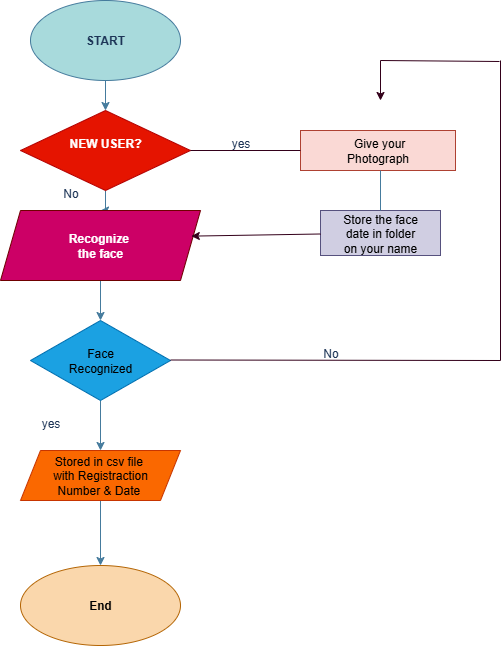 START
NEW USER?
yes
Give your
Photograph
No
Recognize
the face
Store the face
date in folder
on your name
Face
Recognized
No
yes
Stored in csv file
with Registraction
Number & Date
End